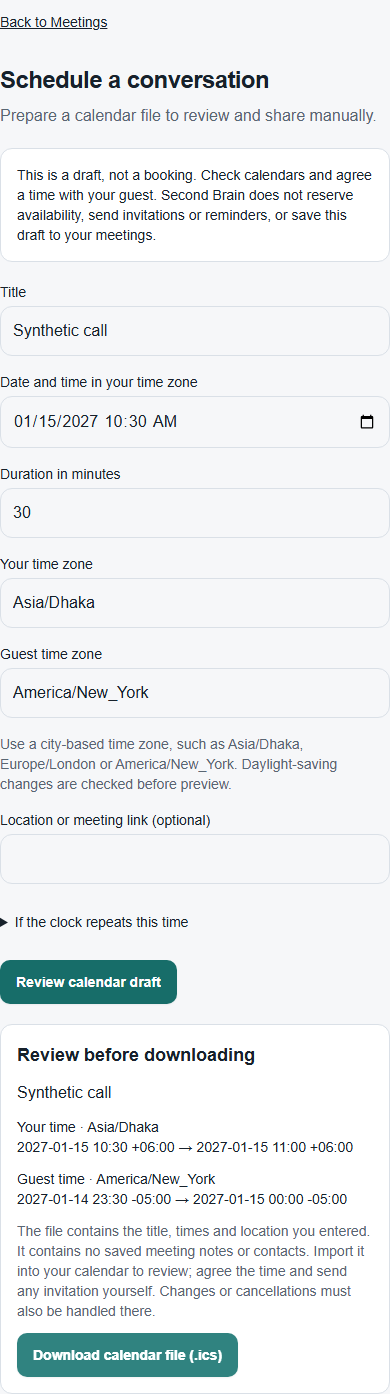 Back to Meetings
Schedule a conversation
Prepare a calendar file to review and share manually.
This is a draft, not a booking. Check calendars and agree
a time with your guest. Second Brain does not reserve
availability, send invitations or reminders, or save this
draft to your meetings.
Title
Synthetic call
Date and time in your time zone
01/15/2027 10:30 AM
Duration in minutes
30
Your time zone
Asia/Dhaka
Guest time zone
America/New_York
Use a city-based time zone, such as Asia/Dhaka,
Europe/London or America/New_York. Daylight-saving
changes are checked before preview.
Location or meeting link (optional)
If the clock repeats this time
Review calendar draft
Review before downloading
Synthetic call
Your time · Asia/Dhaka
2027-01-15 10:30 +06:00 → 2027-01-15 11:00 +06:00
Guest time · America/New_York
2027-01-14 23:30 -05:00 → 2027-01-15 00:00 -05:00
The file contains the title, times and location you entered.
It contains no saved meeting notes or contacts. Import it
into your calendar to review; agree the time and send
any invitation yourself. Changes or cancellations must
also be handled there.
Download calendar file (.ics)